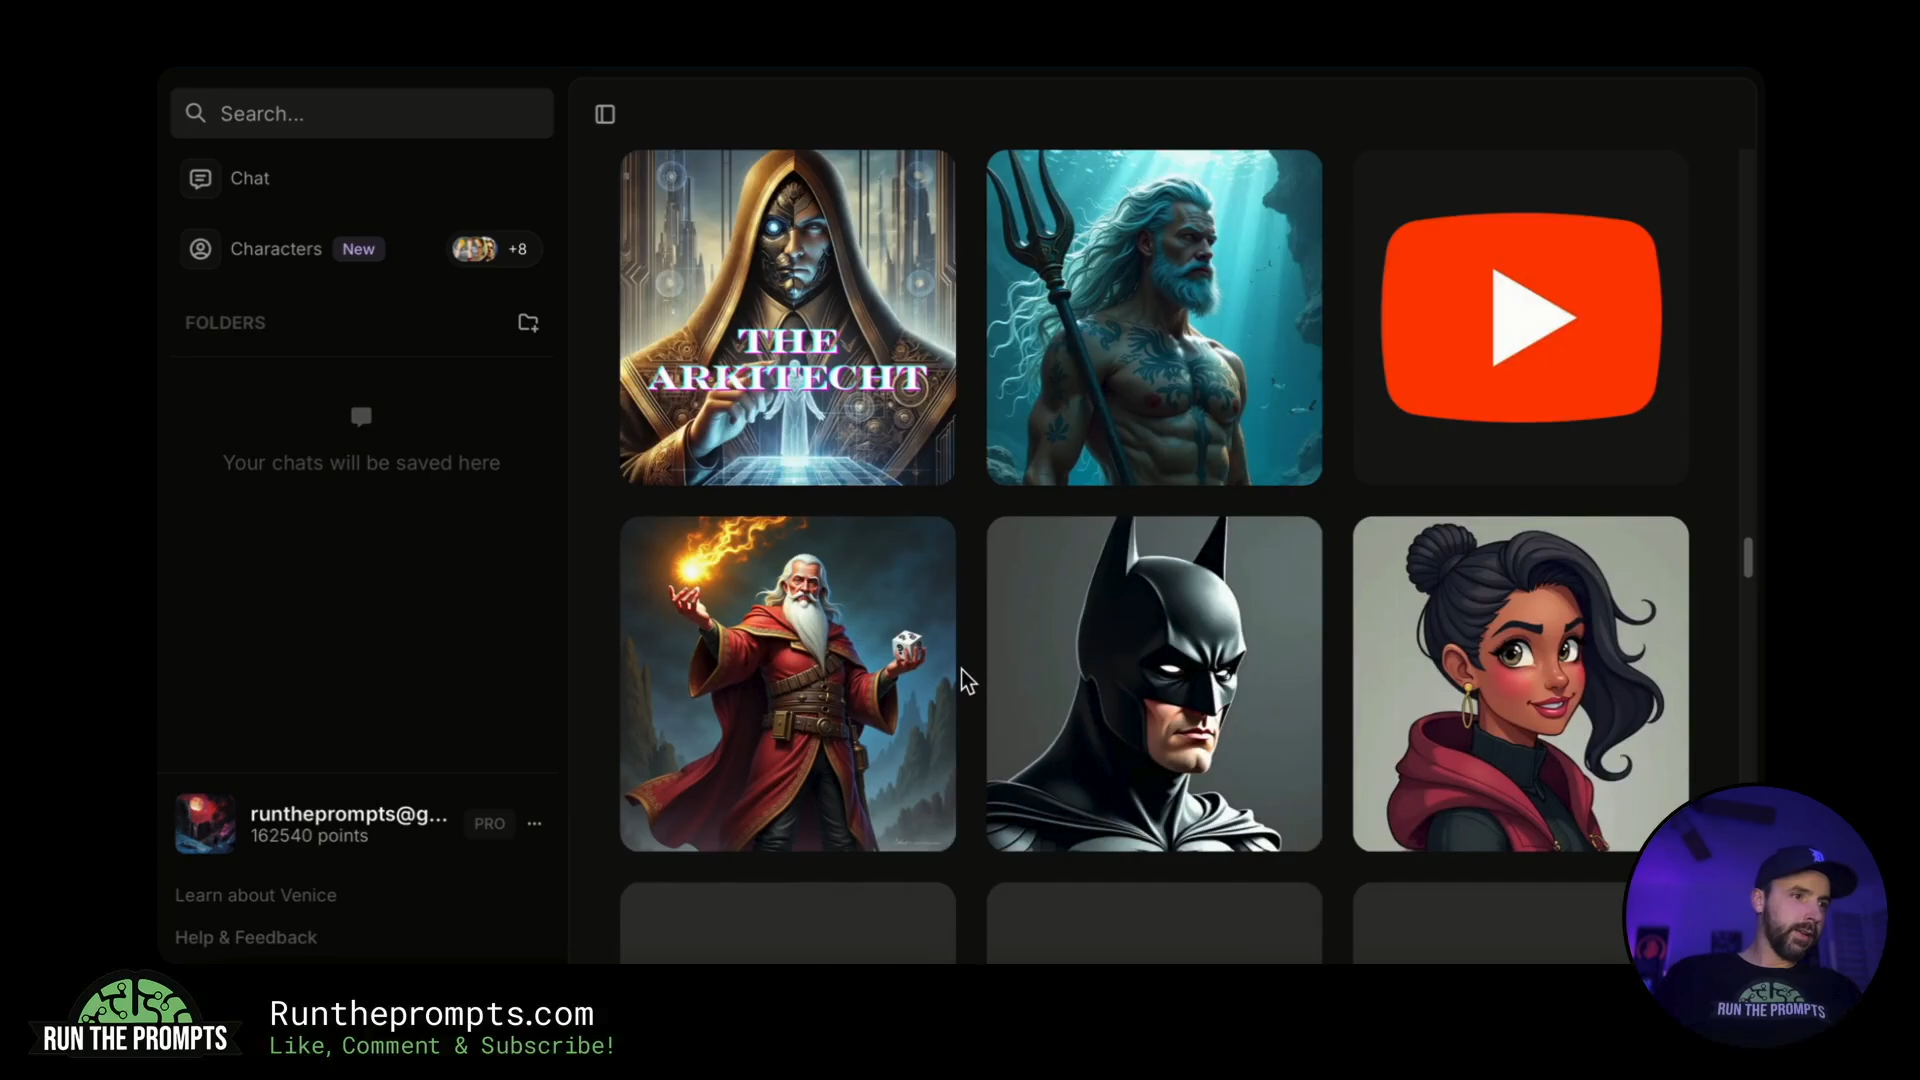 Search...
Chat
Characters New +8
FOLDERS
Your chats will be saved here
THE
ARKITECHT
runtheprompts@g... PRO
162540 points
Learn about Venice
Help & Feedback
RUN THE PROMPTS
Runtheprompts.com
Like, Comment & Subscribe!
RUN THE PROMPTS